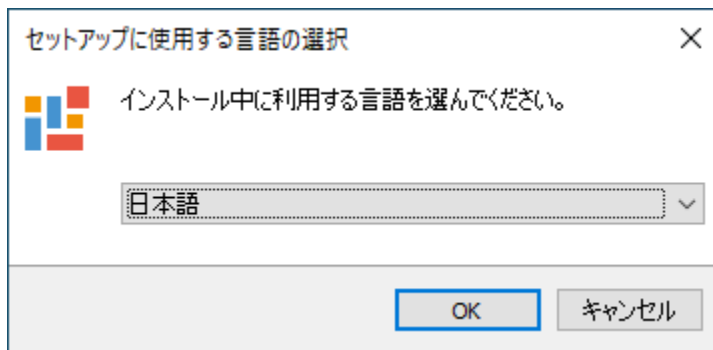 セットアップに使用する言語の選択
インストール中に利用する言語を選んでください。
日本語
OK キャンセル